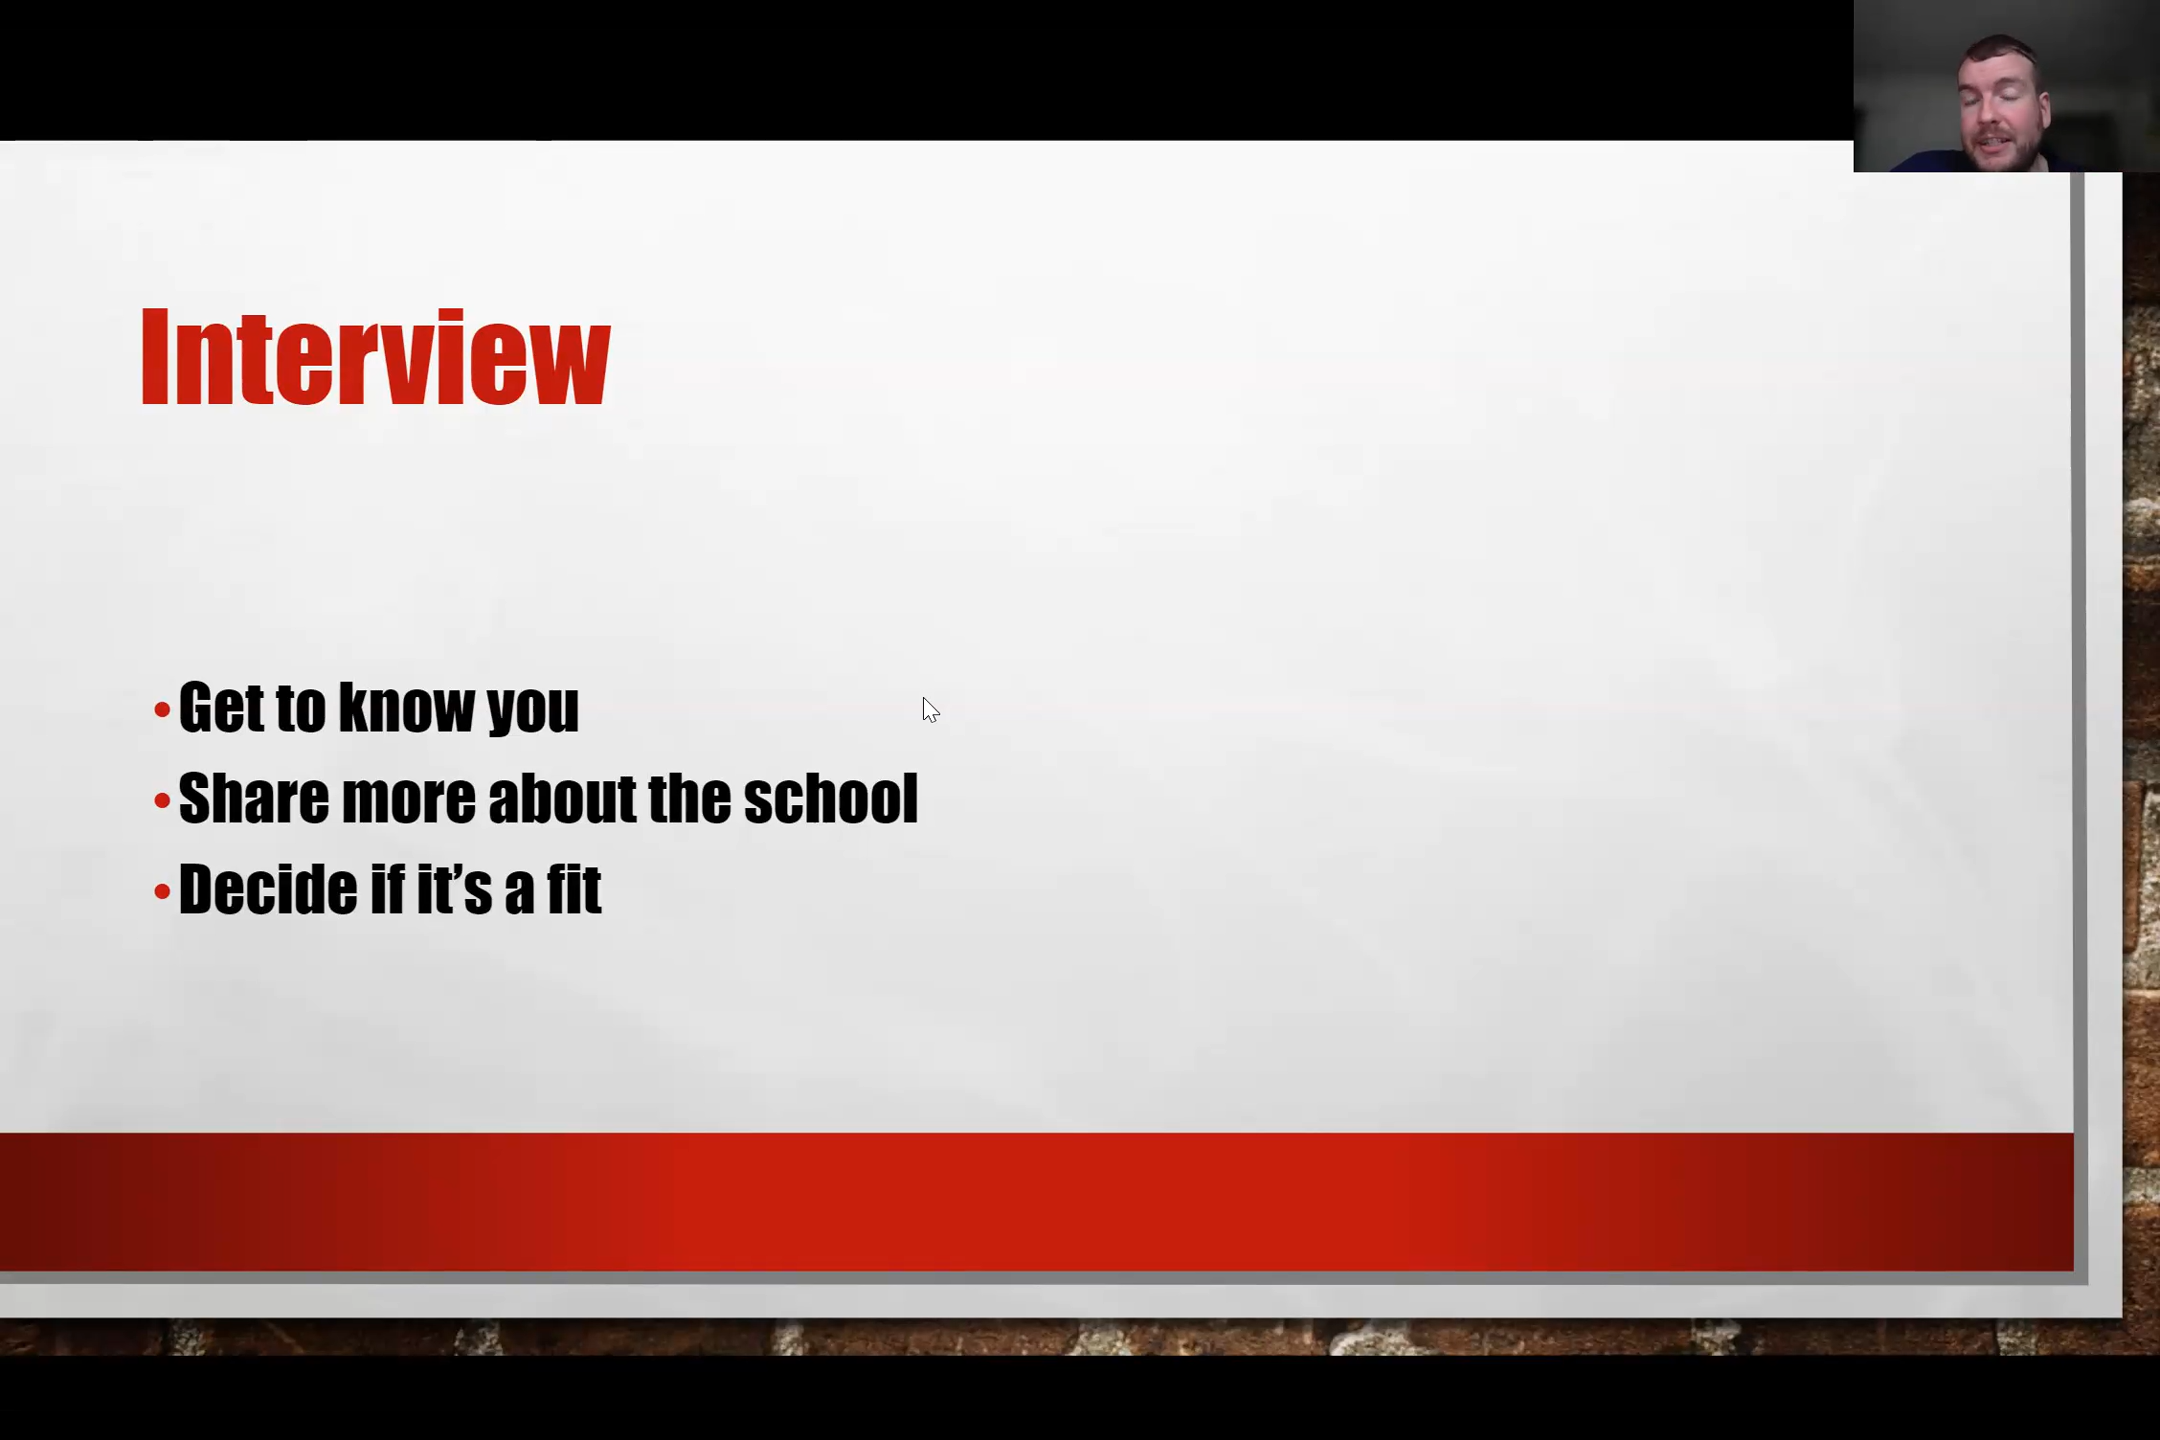 Interview
• Get to know you
• Share more about the school
• Decide if it’s a fit